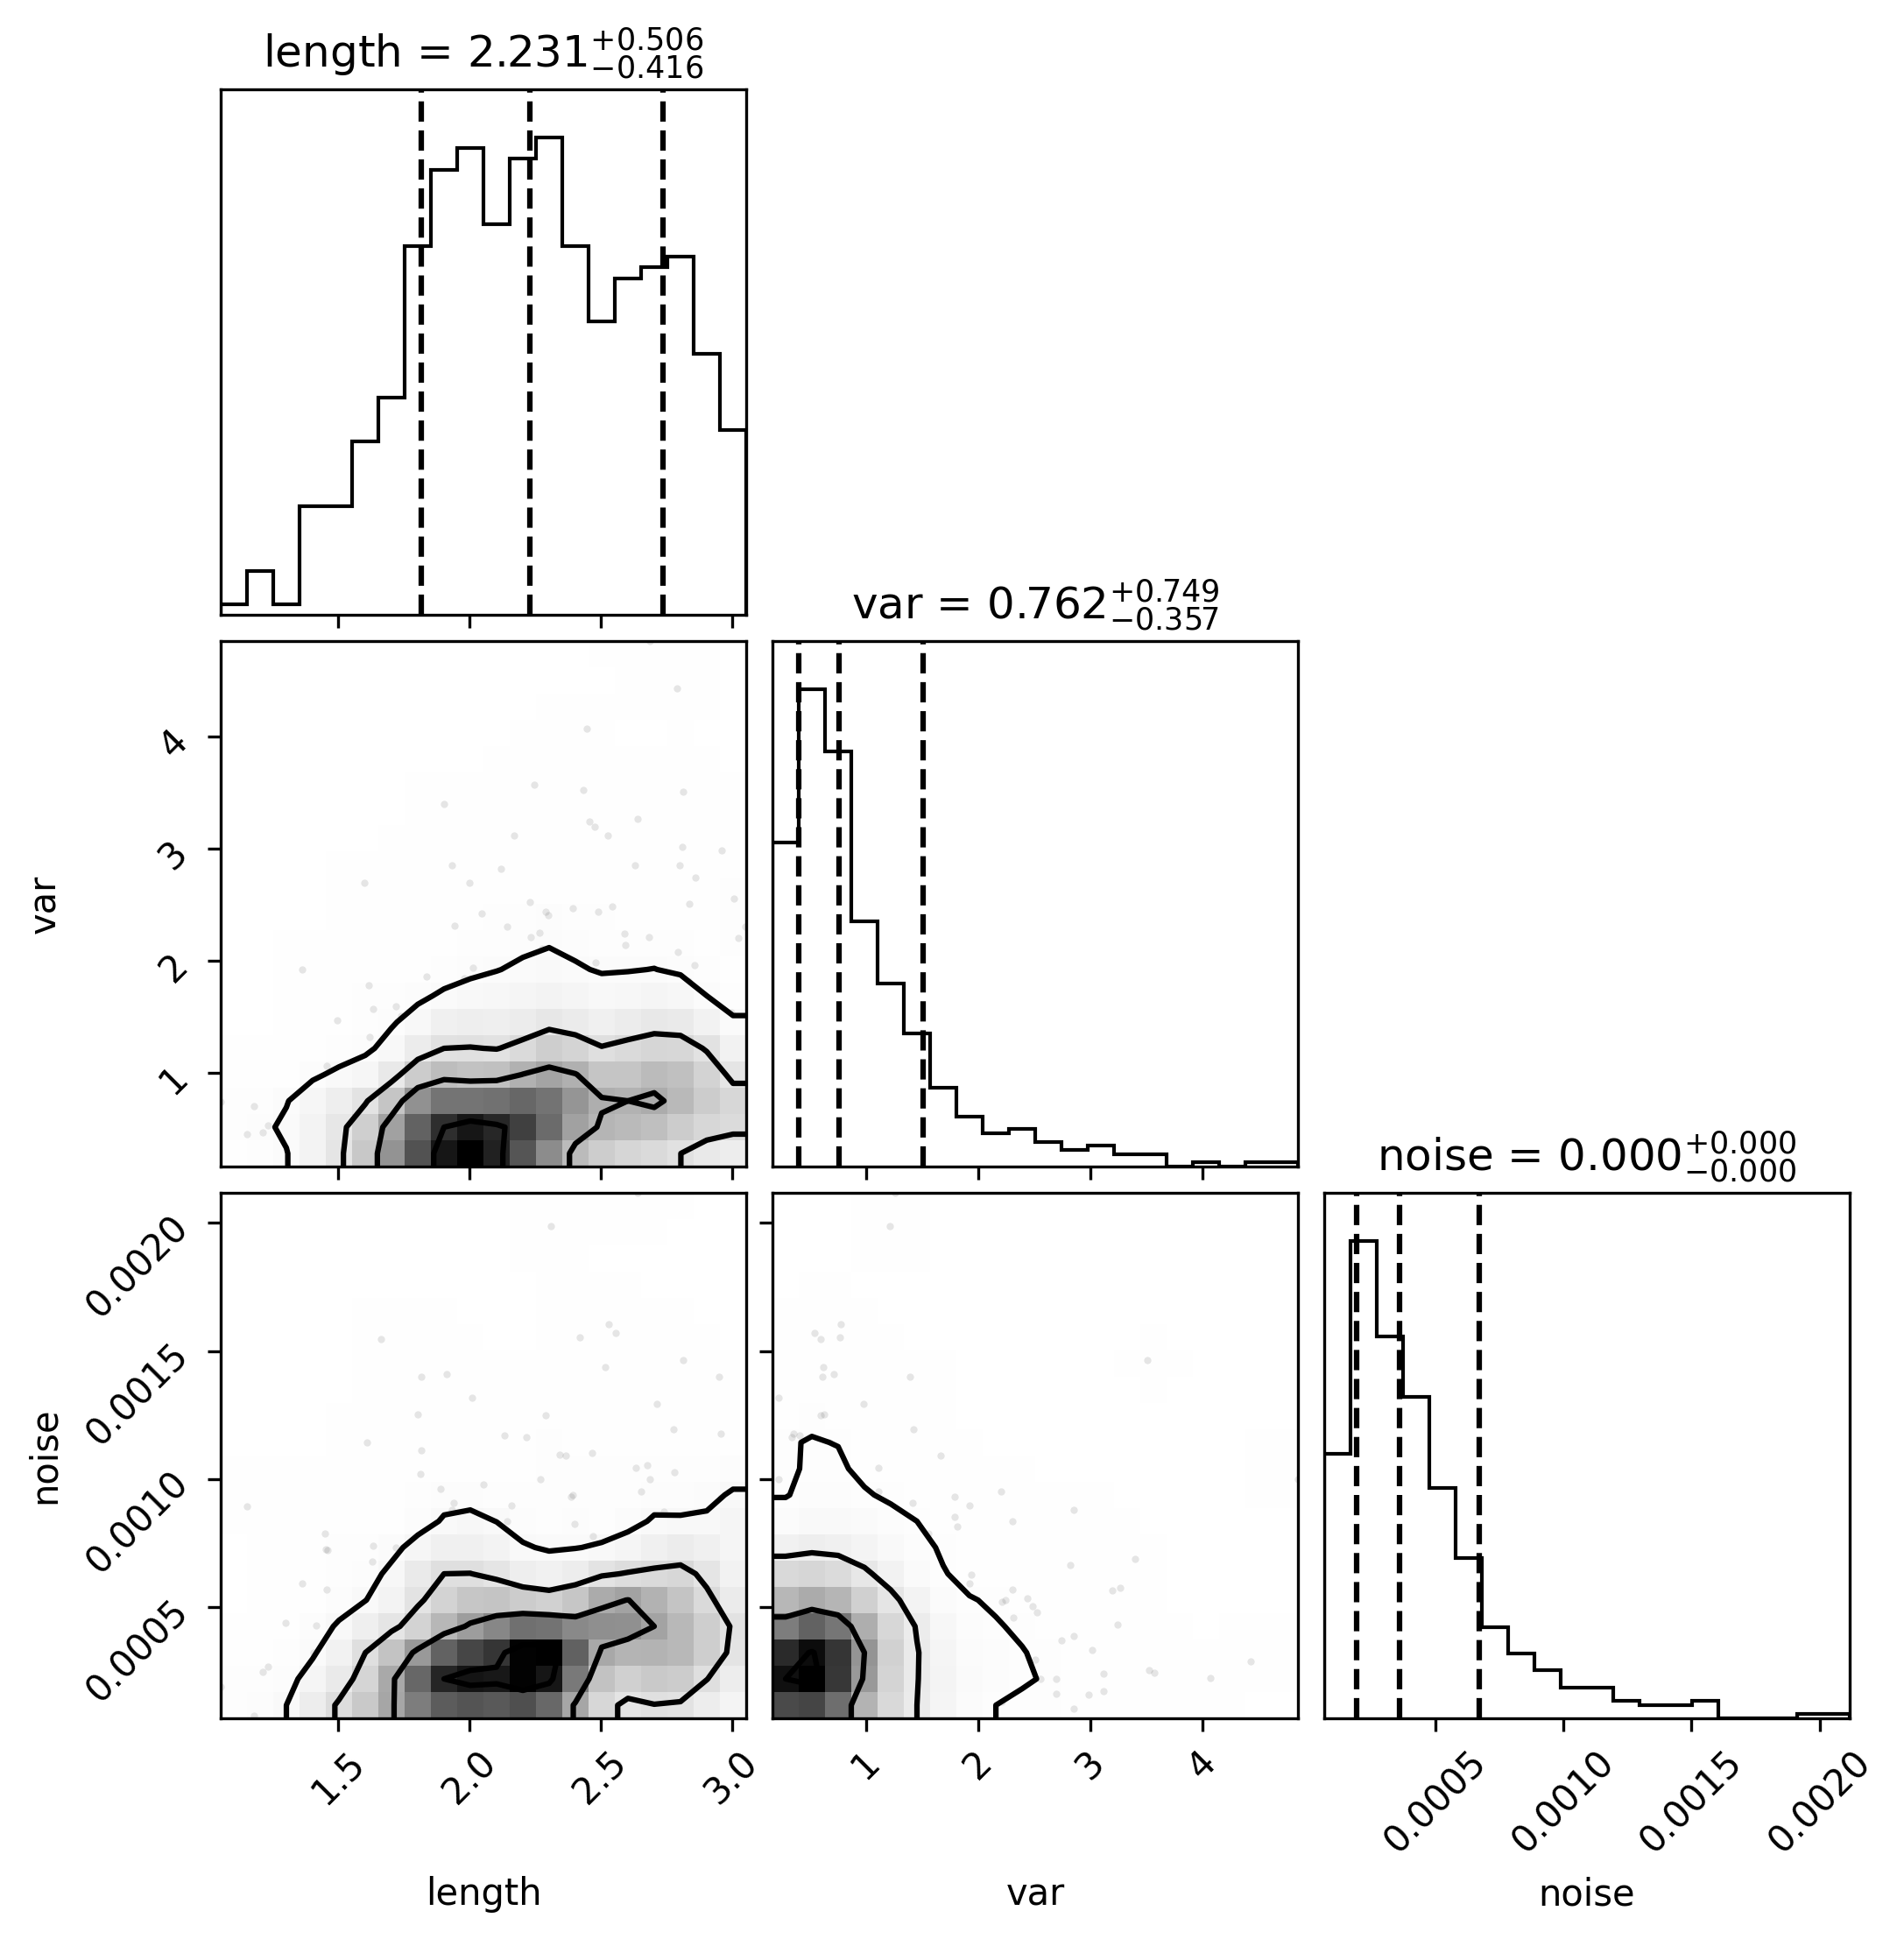 length = 2.231 +0.506 −0.416
var = 0.762 +0.749 −0.357
4
3
2
1
var
noise = 0.000 +0.000 −0.000
0.0020
0.0015
0.0010
0.0005
noise
1.5 2.0 2.5 3.0
1 2 3 4
0.0005 0.0010 0.0015 0.0020
length
var
noise